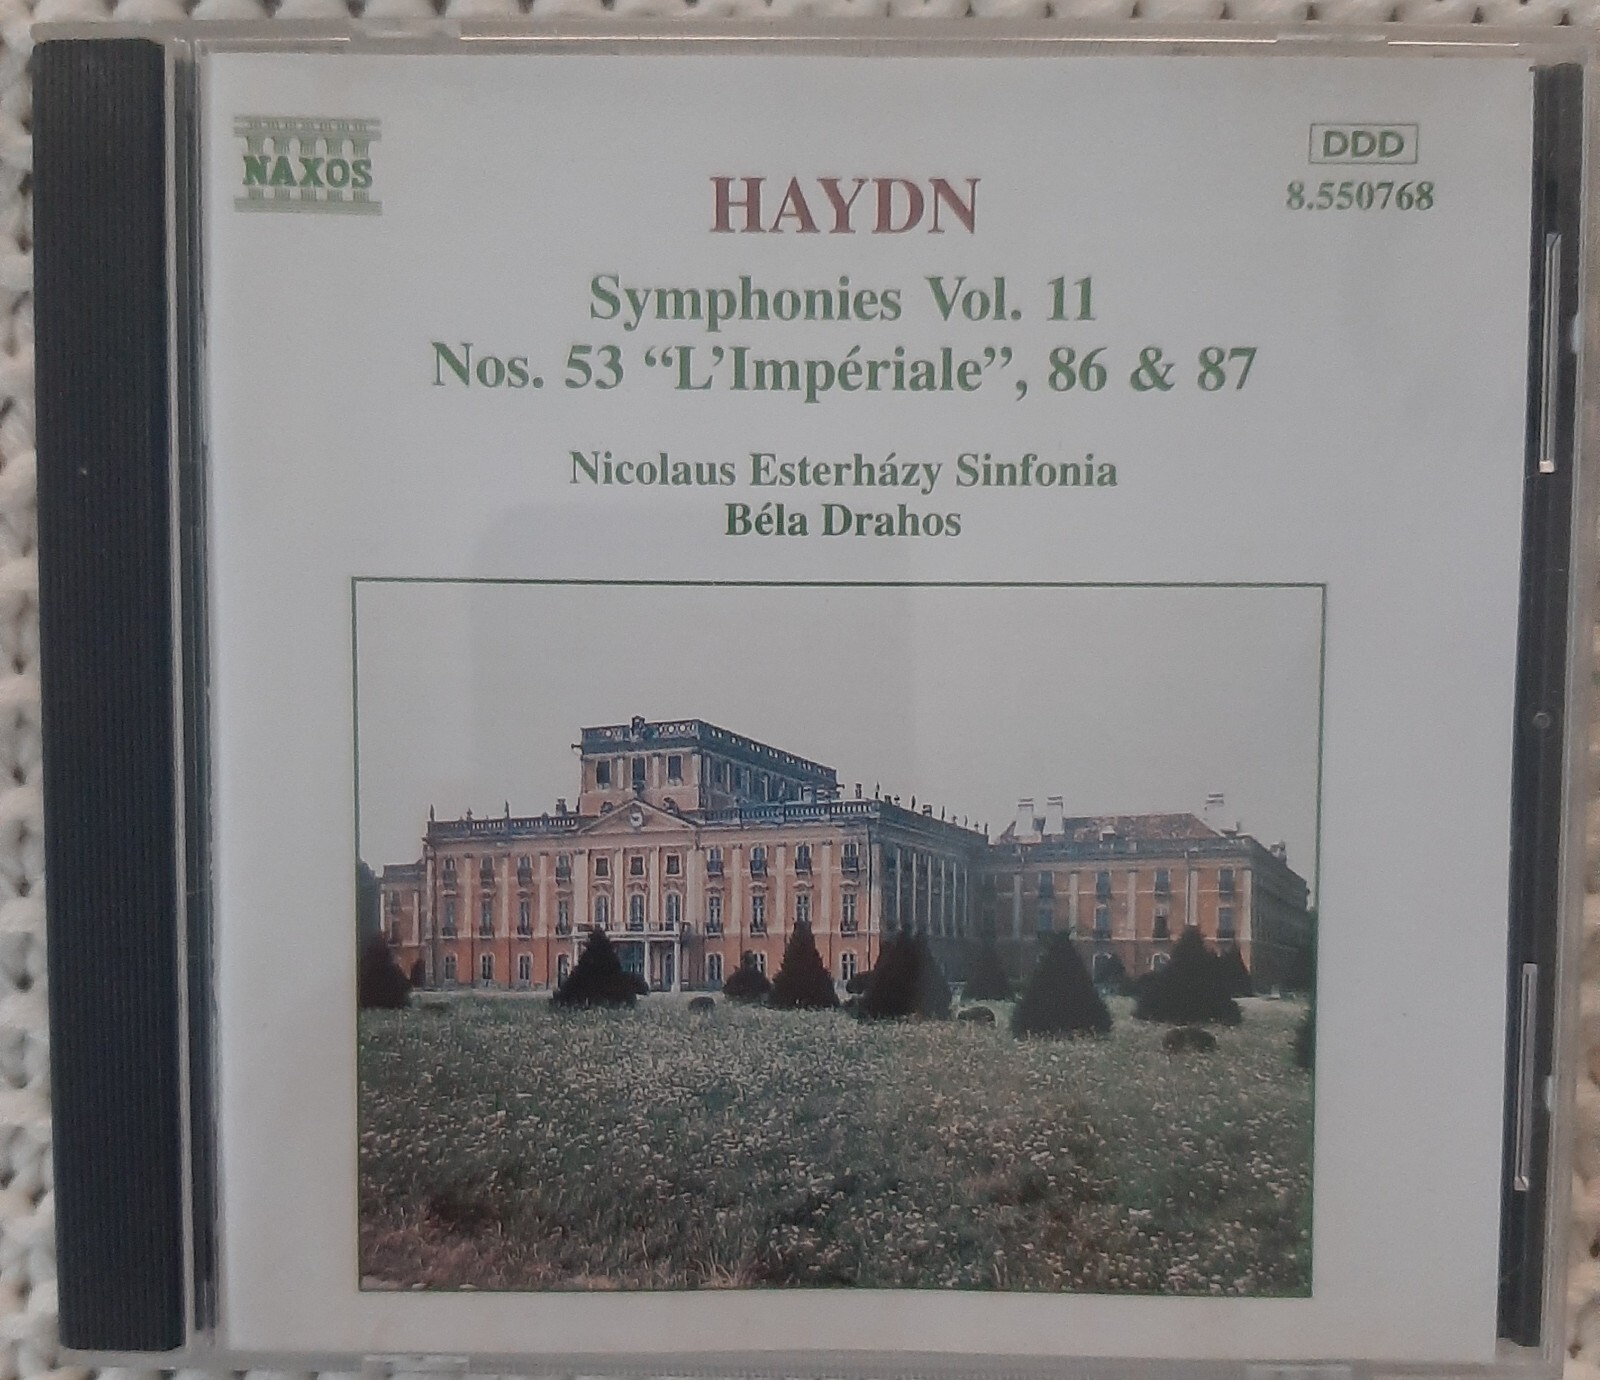 NAXOS
DDD
8.550768
HAYDN
Symphonies Vol. 11
Nos. 53 “L’Impériale”, 86 & 87
Nicolaus Esterházy Sinfonia
Béla Drahos